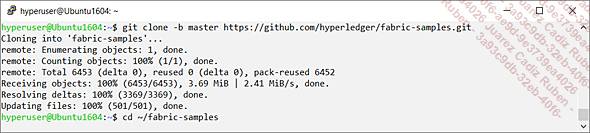 hyperuser@Ubuntu1604: ~
hyperuser@Ubuntu1604:~$ git clone -b master https://github.com/hyperledger/fabric-samples.git
Cloning into 'fabric-samples'...
remote: Enumerating objects: 1, done.
remote: Counting objects: 100% (1/1), done.
remote: Total 6453 (delta 0), reused 0 (delta 0), pack-reused 6452
Receiving objects: 100% (6453/6453), 3.69 MiB | 2.41 MiB/s, done.
Resolving deltas: 100% (3369/3369), done.
Updating files: 100% (501/501), done.
hyperuser@Ubuntu1604:~$ cd ~/fabric-samples